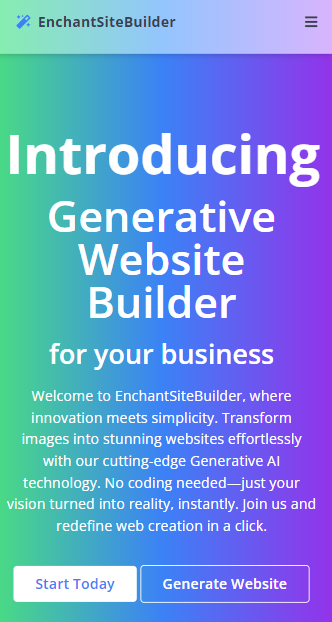 EnchantSiteBuilder
Introducing
Generative
Website
Builder
for your business
Welcome to EnchantSiteBuilder, where
innovation meets simplicity. Transform
images into stunning websites effortlessly
with our cutting-edge Generative AI
technology. No coding needed—just your
vision turned into reality, instantly. Join us and
redefine web creation in a click.
Start Today
Generate Website